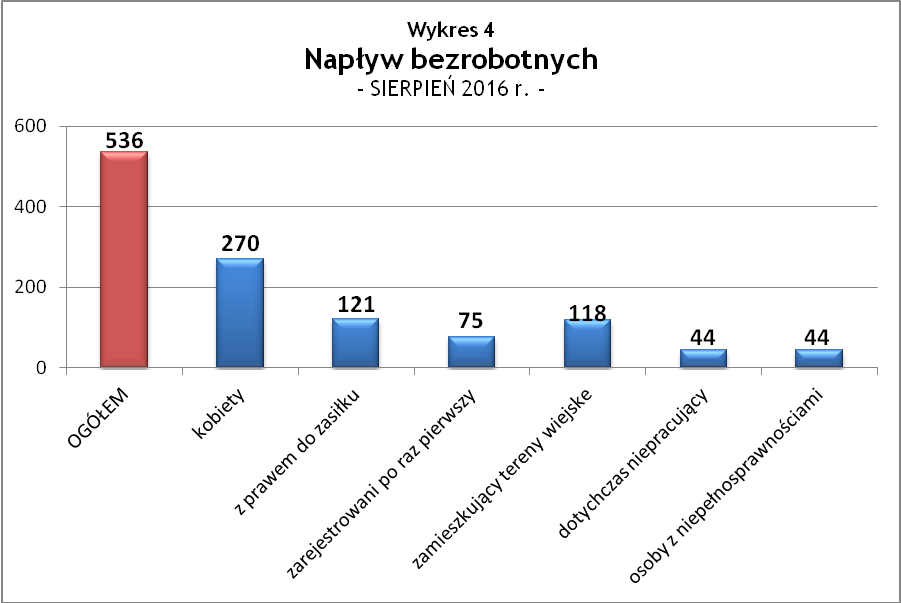 Wykres 4
Napływ bezrobotnych
- SIERPIEŃ 2016 r. -
600
400
200
0
536
270
121
75
118
44
44
OGÓŁEM
kobiety
z prawem do zasiłku
zarejestrowani po raz pierwszy
zamieszkujący tereny wiejske
dotychczas niepracujący
osoby z niepełnosprawnościami